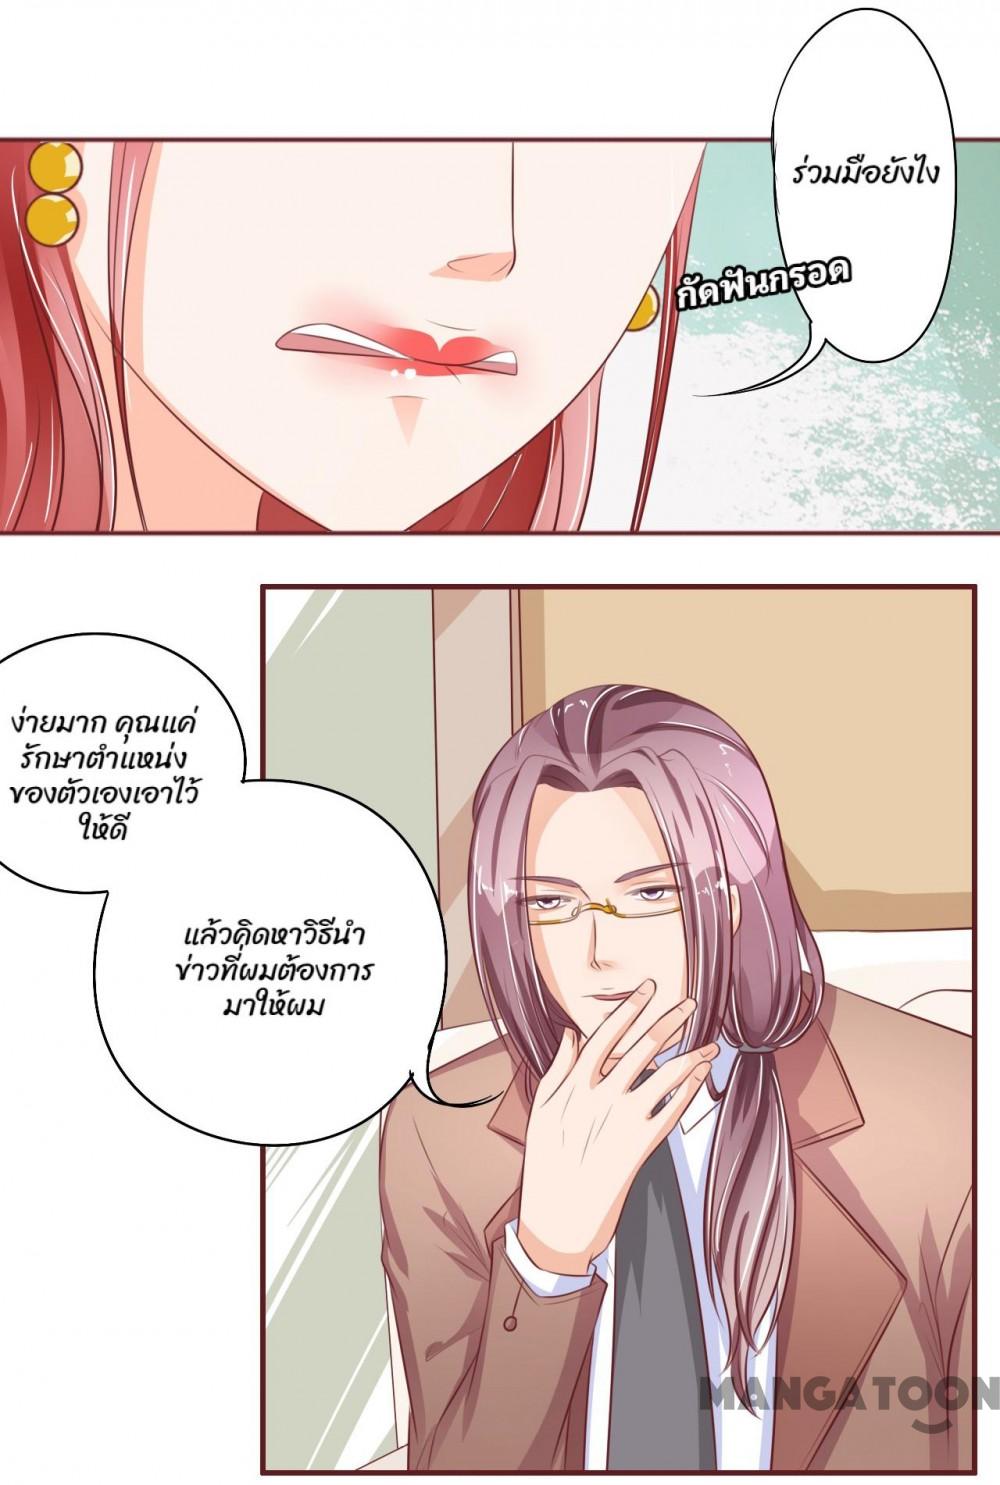 ร่วมมือยังไง
กัดฟันกรอด
ง่ายมาก คุณแค่
รักษาตำแหน่ง
ของตัวเองเอาไว้
ให้ดี
แล้วคิดหาวิธีนำ
ข่าวที่ผมต้องการ
มาให้ผม
MANGATOON